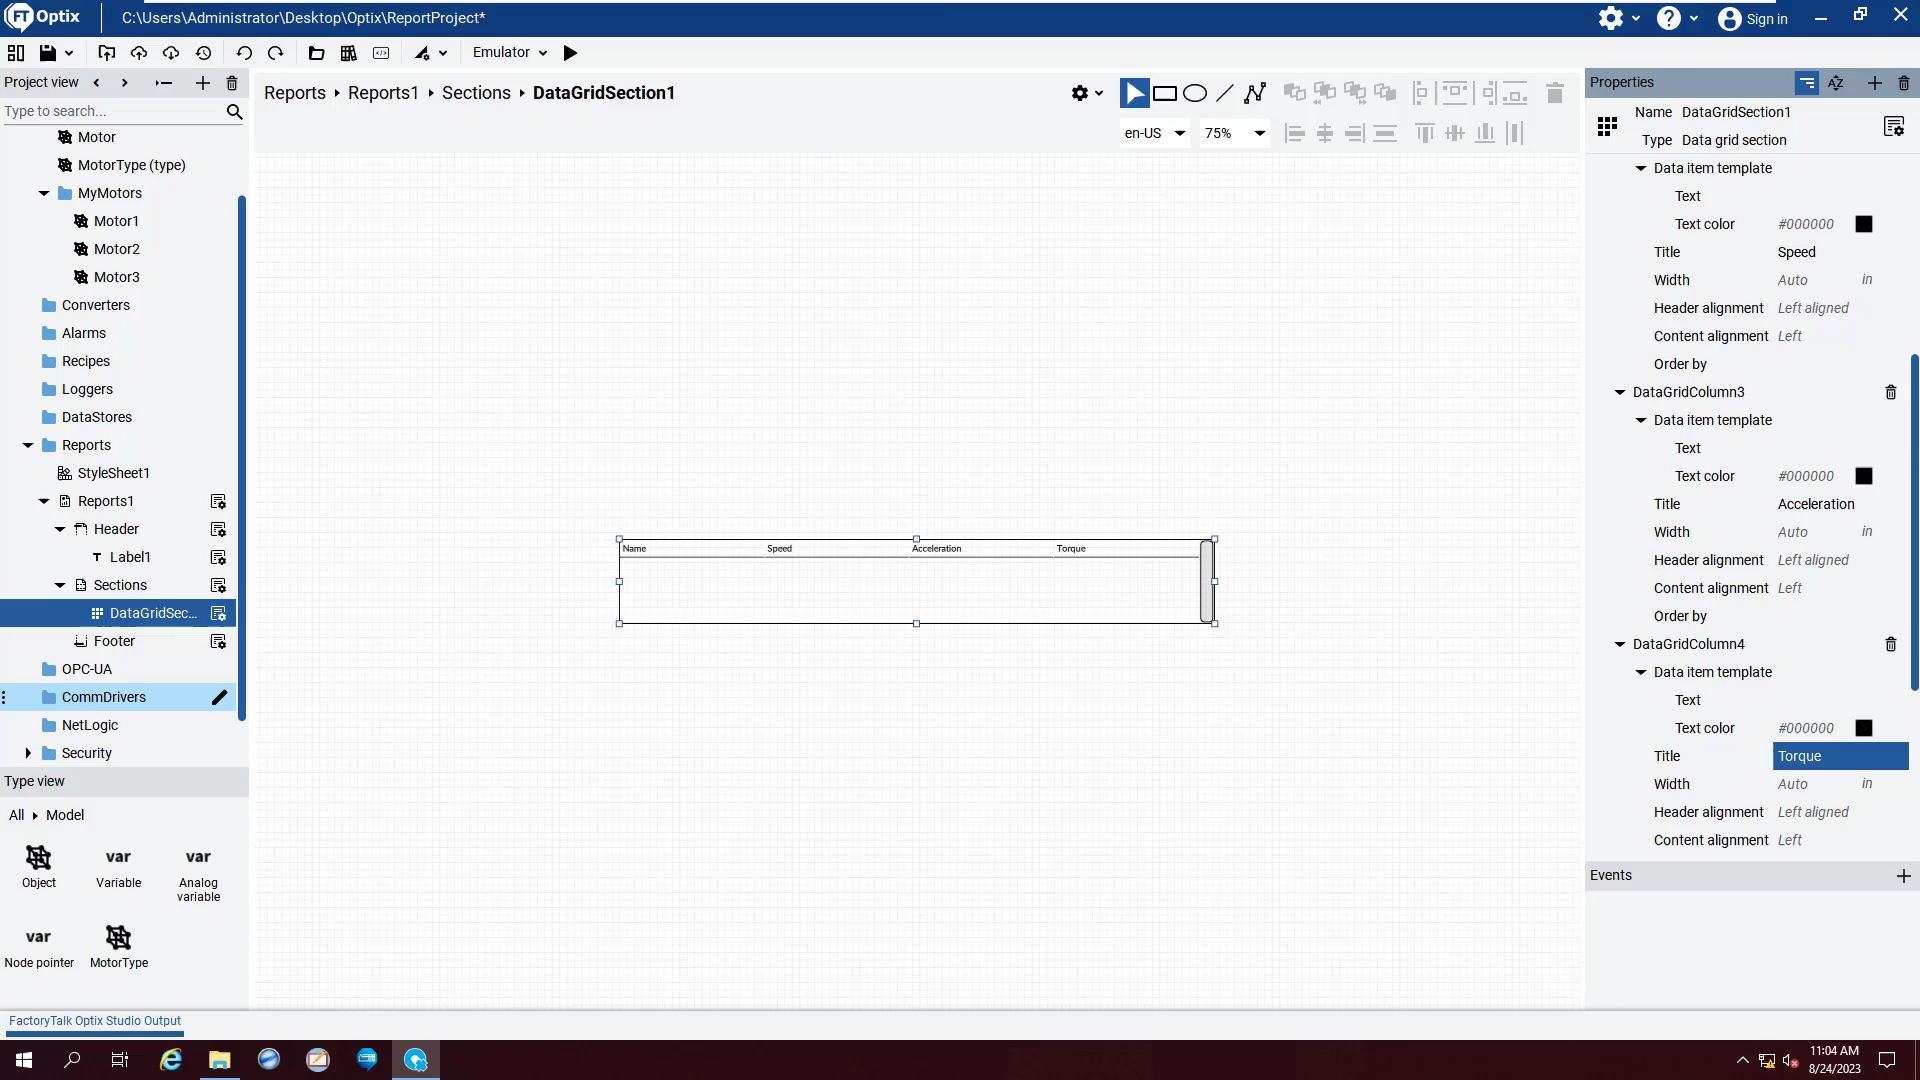 FT Optix C:\Users\Administrator\Desktop\Optix\ReportProject* Sign in
Emulator
Project view
Type to search...
Motor
MotorType (type)
MyMotors
Motor1
Motor2
Motor3
Converters
Alarms
Recipes
Loggers
DataStores
Reports
StyleSheet1
Reports1
Header
Label1
Sections
DataGridSec...
Footer
OPC-UA
CommDrivers
NetLogic
Security
Type view
All Model
Object
var Variable
var Analog variable
var Node pointer
MotorType
Reports Reports1 Sections DataGridSection1
en-US 75%
Name Speed Acceleration Torque
Properties AZ
Name DataGridSection1
Type Data grid section
Data item template
Text
Text color #000000
Title Speed
Width Auto in
Header alignment Left aligned
Content alignment Left
Order by
DataGridColumn3
Data item template
Text
Text color #000000
Title Acceleration
Width Auto in
Header alignment Left aligned
Content alignment Left
Order by
DataGridColumn4
Data item template
Text
Text color #000000
Title Torque
Width Auto in
Header alignment Left aligned
Content alignment Left
Events
FactoryTalk Optix Studio Output
11:04 AM
8/24/2023